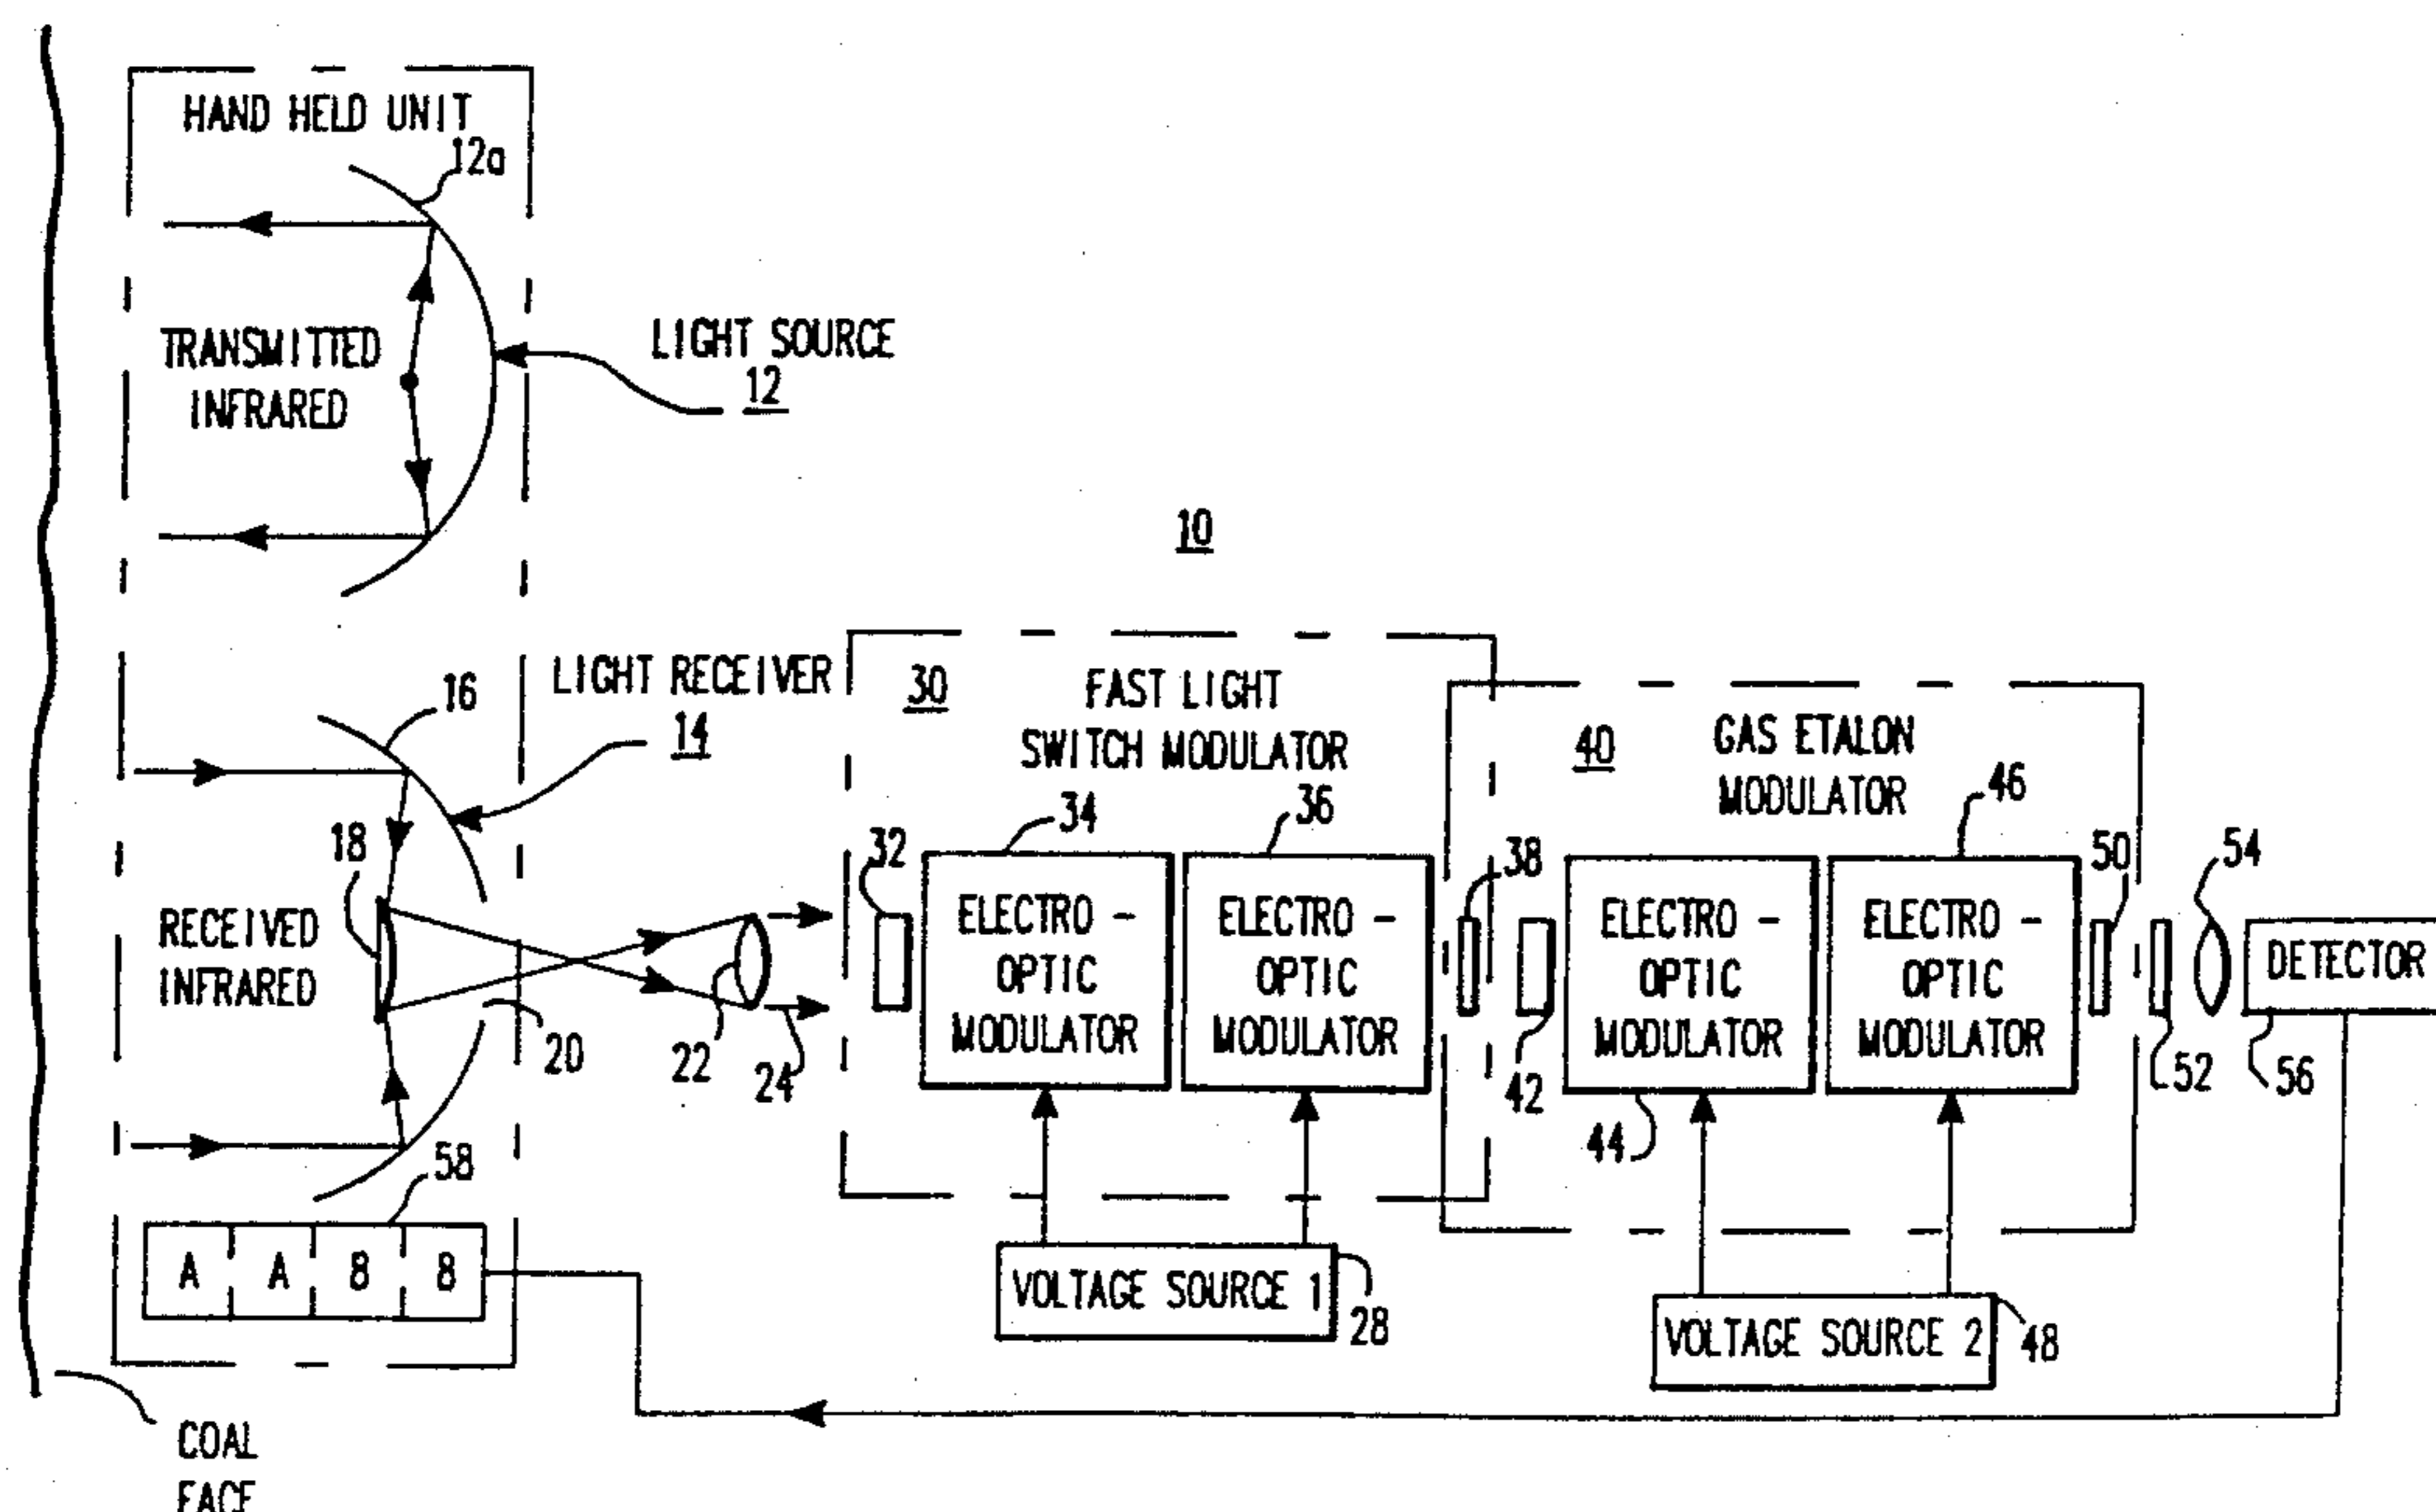 HAND HELD UNIT
12a
TRANSMITTED
INFRARED
LIGHT SOURCE
12
10
LIGHT RECEIVER
14
16
18
RECEIVED
INFRARED
20
22
24
58
A A 8 8
30
FAST LIGHT
SWITCH MODULATOR
32
34
36
38
ELECTRO -
OPTIC
MODULATOR
ELECTRO -
OPTIC
MODULATOR
VOLTAGE SOURCE 1
28
40
GAS ETALON
MODULATOR
42
44
46
ELECTRO -
OPTIC
MODULATOR
ELECTRO -
OPTIC
MODULATOR
50
52
54
DETECTOR
56
VOLTAGE SOURCE 2
48
COAL
FACE